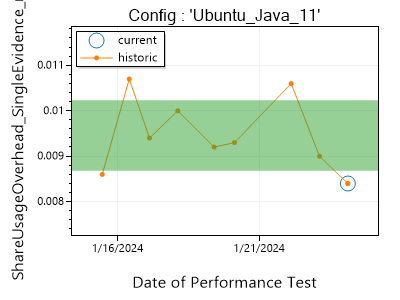 Config : 'Ubuntu_Java_11'
current
historic
0.011
0.01
0.009
0.008
1/16/2024
1/21/2024
Date of Performance Test
ShareUsageOverhead_SingleEvidence_